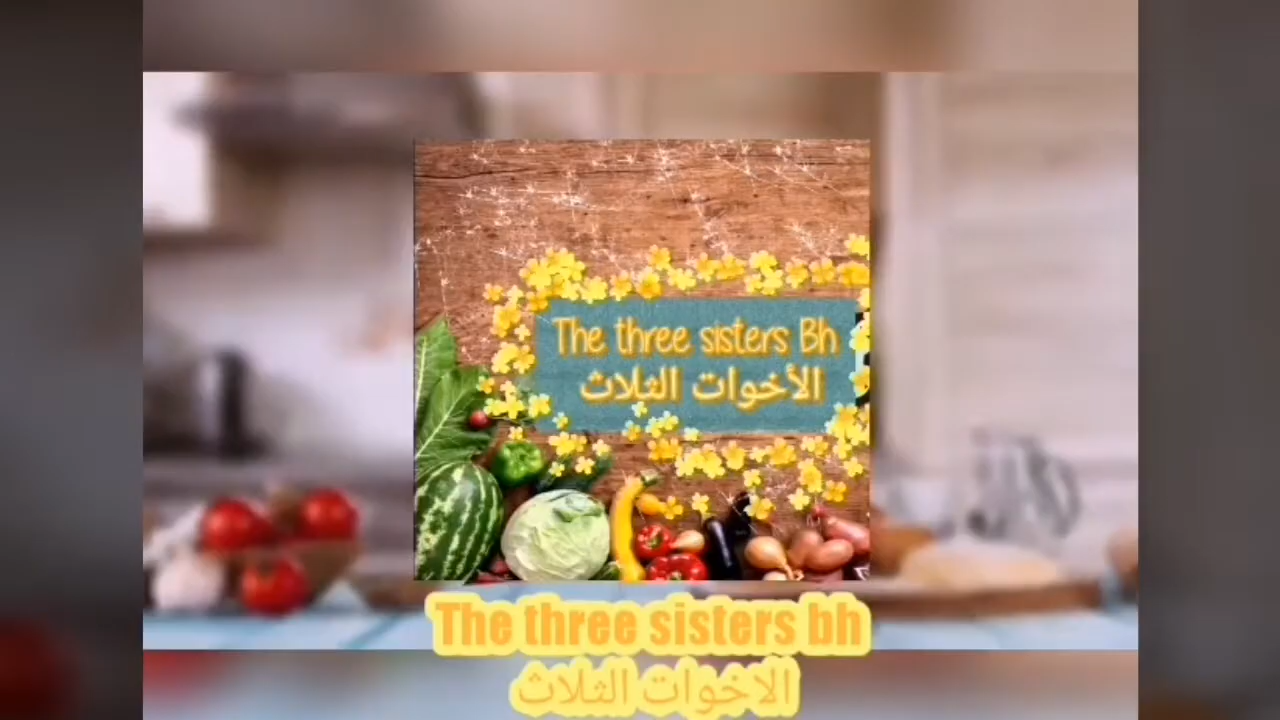 The three sisters Bh
الأخوات الثلاث
The three sisters bh
الاخوات الثلاث